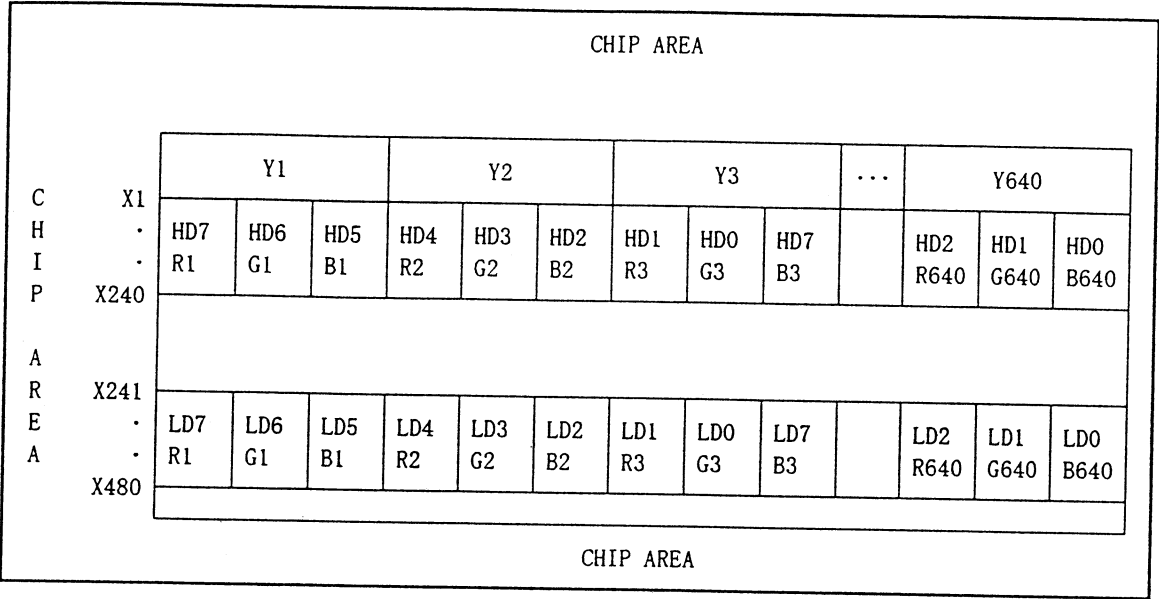 CHIP AREA
Y1 Y2 Y3 ... Y640
CHIP AREA
X1
.
.
X240
HD7 HD6 HD5 HD4 HD3 HD2 HD1 HD0 HD7 HD2 HD1 HD0
R1 G1 B1 R2 G2 B2 R3 G3 B3 R640 G640 B640
X241
.
.
X480
LD7 LD6 LD5 LD4 LD3 LD2 LD1 LD0 LD7 LD2 LD1 LD0
R1 G1 B1 R2 G2 B2 R3 G3 B3 R640 G640 B640
CHIP AREA